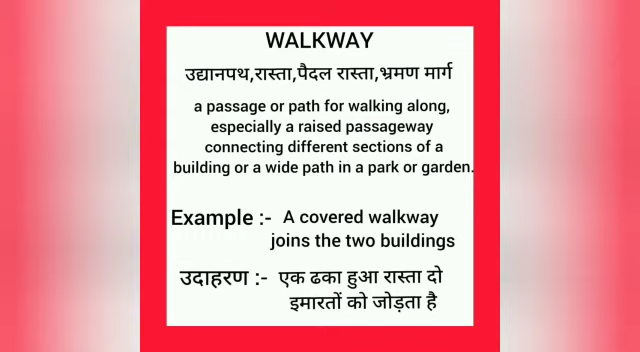 WALKWAY
उद्यानपथ,रास्ता,पैदल रास्ता,भ्रमण मार्ग
a passage or path for walking along,
especially a raised passageway
connecting different sections of a
building or a wide path in a park or garden.
Example :- A covered walkway
joins the two buildings
उदाहरण :- एक ढका हुआ रास्ता दो
इमारतों को जोड़ता है